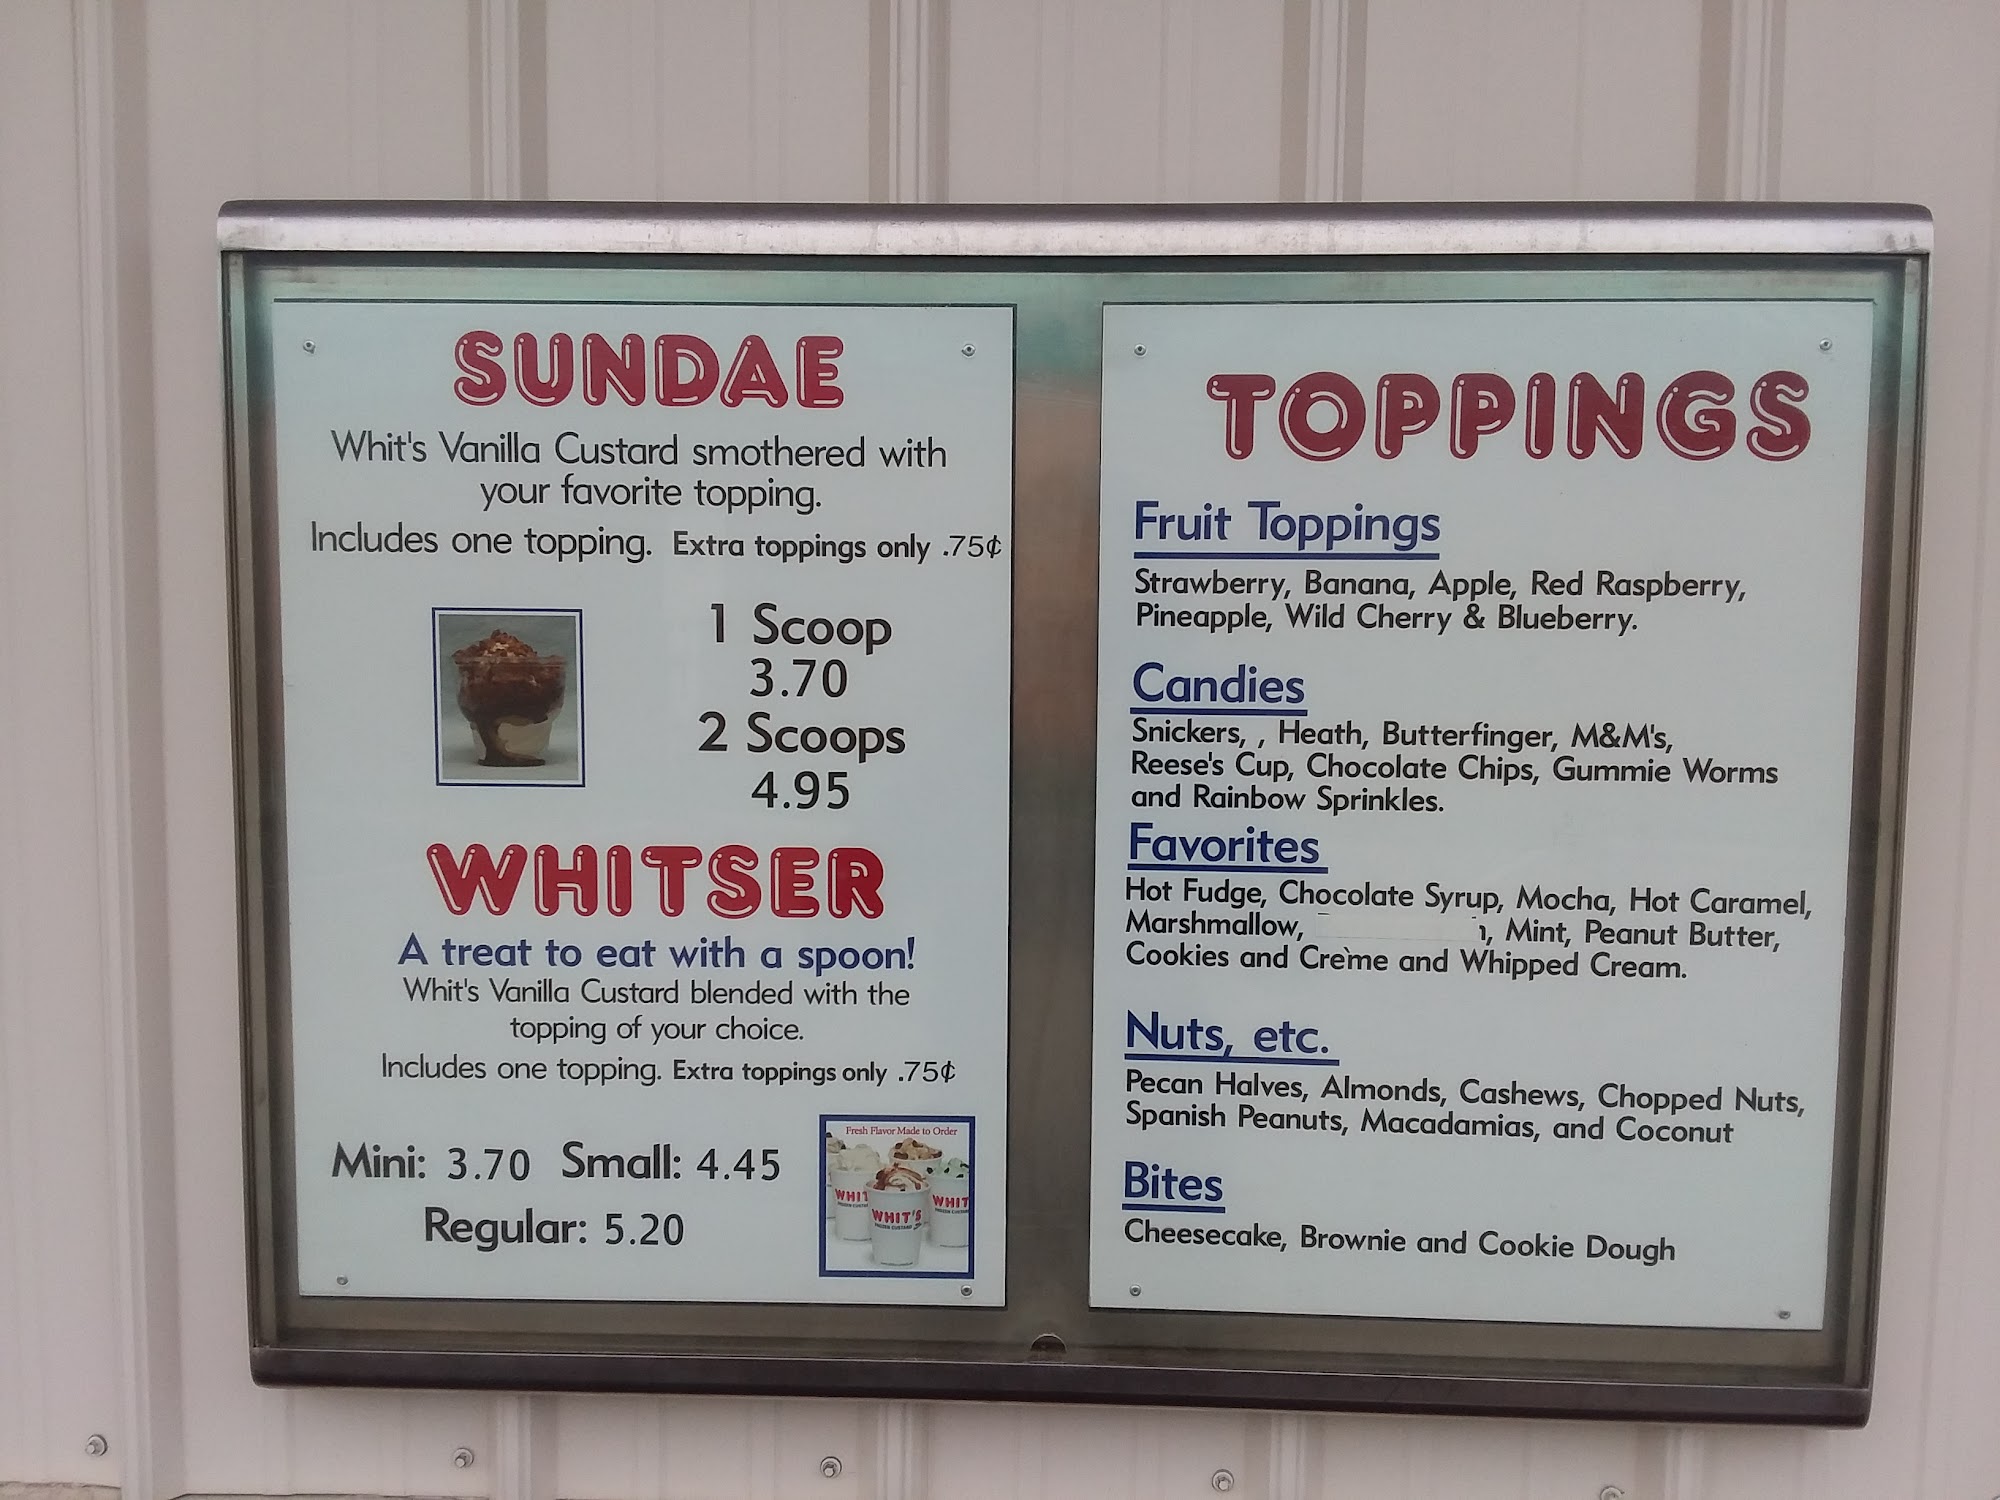 SUNDAE
Whit's Vanilla Custard smothered with
your favorite topping.
Includes one topping. Extra toppings only .75¢
1 Scoop
3.70
2 Scoops
4.95
WHITSER
A treat to eat with a spoon!
Whit's Vanilla Custard blended with the
topping of your choice.
Includes one topping. Extra toppings only .75¢
Mini: 3.70 Small: 4.45
Regular: 5.20
Fresh Flavor Made to Order
WHIT
WHIT'S
WHIT
TOPPINGS
Fruit Toppings
Strawberry, Banana, Apple, Red Raspberry,
Pineapple, Wild Cherry & Blueberry.
Candies
Snickers, , Heath, Butterfinger, M&M's,
Reese's Cup, Chocolate Chips, Gummie Worms
and Rainbow Sprinkles.
Favorites
Hot Fudge, Chocolate Syrup, Mocha, Hot Caramel,
Marshmallow, , Mint, Peanut Butter,
Cookies and Crème and Whipped Cream.
Nuts, etc.
Pecan Halves, Almonds, Cashews, Chopped Nuts,
Spanish Peanuts, Macadamias, and Coconut
Bites
Cheesecake, Brownie and Cookie Dough